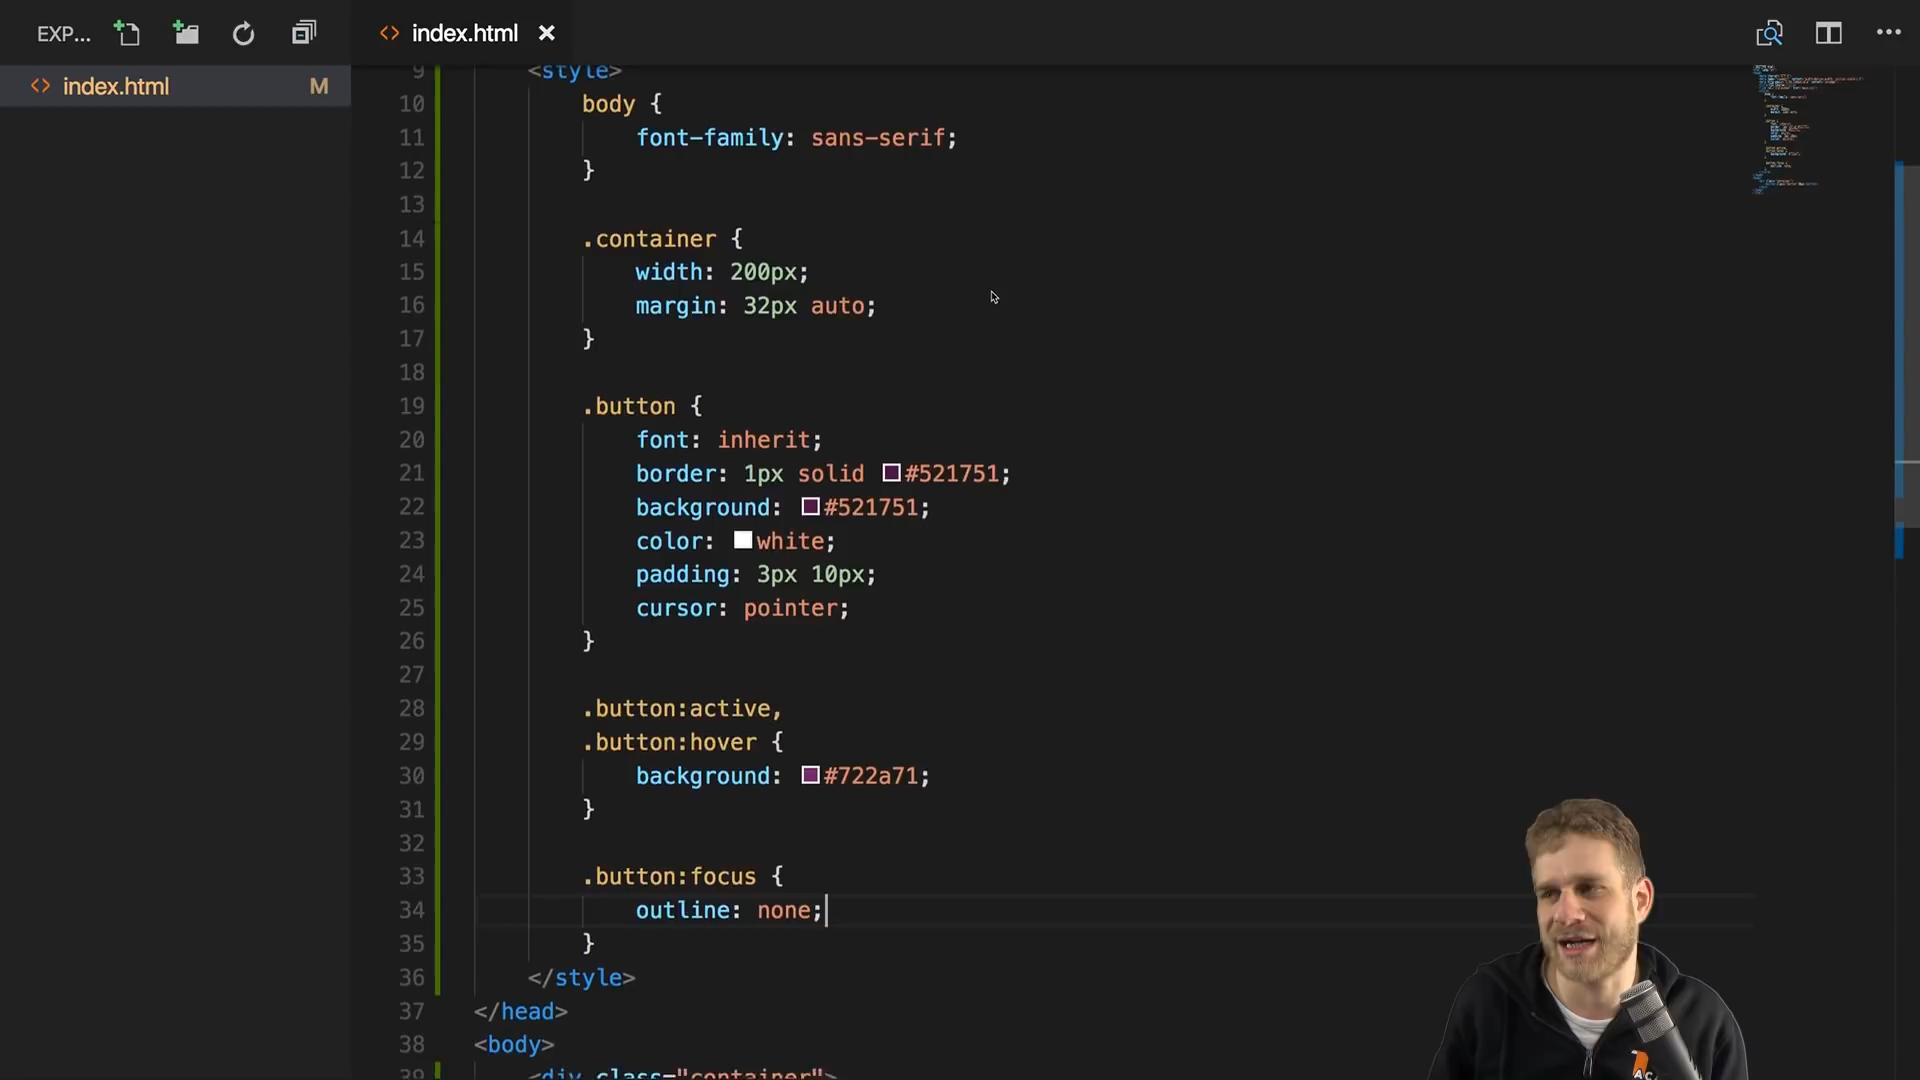 EXP...
index.html
index.html
M
9 <style>
10 body {
11 font-family: sans-serif;
12 }
13
14 .container {
15 width: 200px;
16 margin: 32px auto;
17 }
18
19 .button {
20 font: inherit;
21 border: 1px solid #521751;
22 background: #521751;
23 color: white;
24 padding: 3px 10px;
25 cursor: pointer;
26 }
27
28 .button:active,
29 .button:hover {
30 background: #722a71;
31 }
32
33 .button:focus {
34 outline: none;
35 }
36 </style>
37 </head>
38 <body>
39 <div class="container">